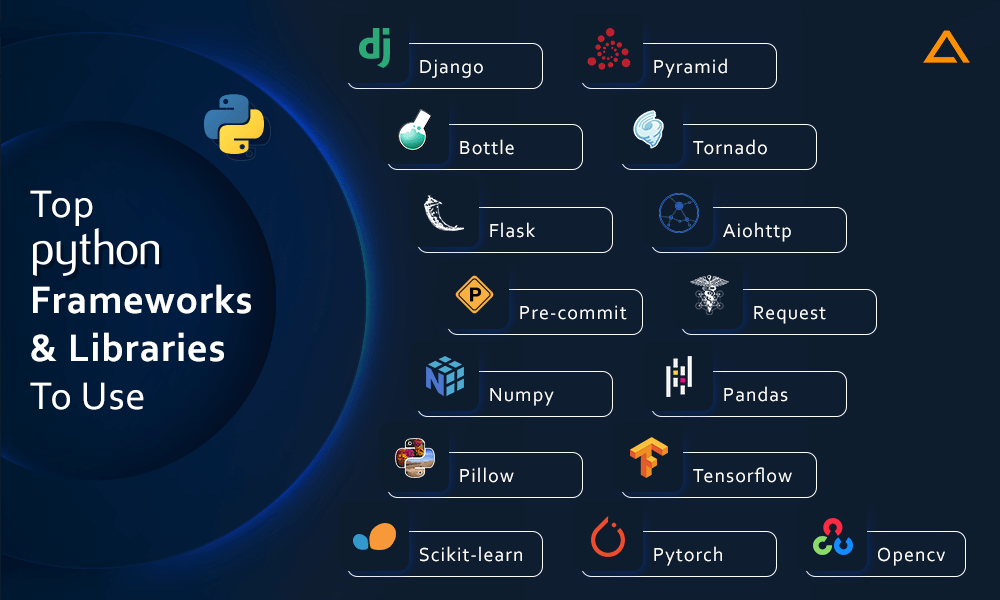 Top
python
Frameworks
& Libraries
To Use
Django
Pyramid
Bottle
Tornado
Flask
Aiohttp
P
Pre-commit
Request
Numpy
Pandas
Pillow
Tensorflow
Scikit-learn
Pytorch
Opencv
dj
N